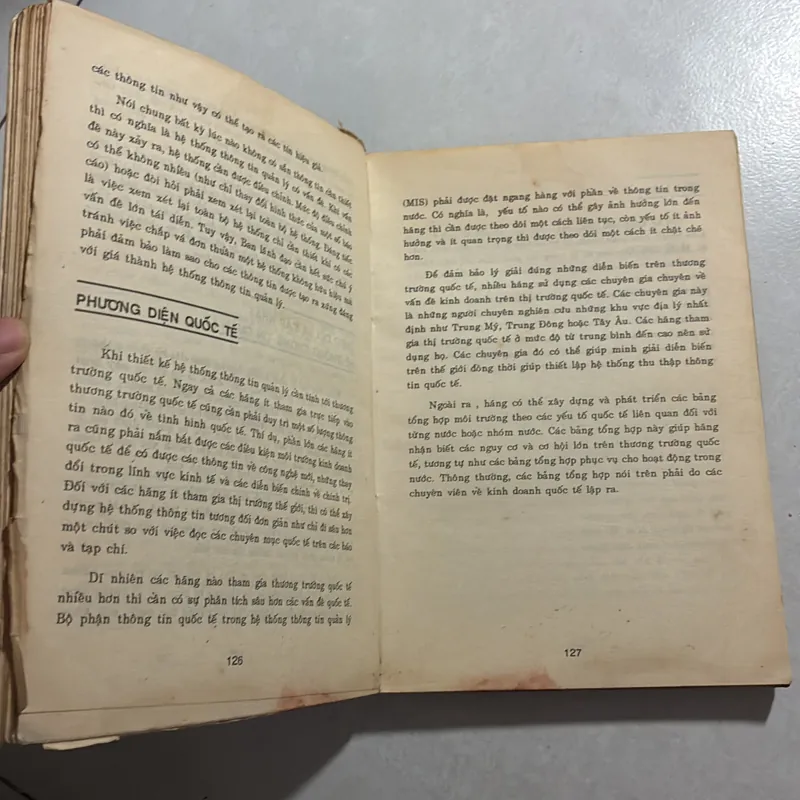 các thông tin như vậy có thể tạo ra các tín hiệu giả.
Nói chung bất kỳ lúc nào không có sẵn thông tin cần thiết
thì có nghĩa là hệ thống thông tin quản lý có vấn đề. Khi vấn
đề này xảy ra, hệ thống cần được điều chỉnh. Mức độ điều chỉnh
có thể không nhiều (như chỉ thay đổi hình thức của một số báo
cáo) hoặc đòi hỏi phải xem xét lại toàn bộ hệ thống. Đáng tiếc
là việc xem xét lại toàn bộ hệ thống chỉ cần thiết khi có các
vấn đề lớn tái diễn. Tuy vậy, Ban lãnh đạo cần hết sức chú ý
tránh việc chấp vá đơn thuần một hệ thống không hữu hiệu mà
phải đảm bảo làm sao cho các thông tin được tạo ra xứng đáng
với giá thành hệ thống thông tin quản lý.
PHƯƠNG DIỆN QUỐC TẾ
Khi thiết kế hệ thống thông tin quản lý cần tính tới thương
trường quốc tế. Ngay cả các hãng ít tham gia trực tiếp vào
thương trường quốc tế cũng cần phải duy trì một số lượng thông
tin nào đó về tình hình quốc tế. Thí dụ, phần lớn các hãng ít
ra cũng phải nắm bắt được các điều kiện môi trường kinh doanh
quốc tế để có được các thông tin về công nghệ mới, những thay
đổi trong lĩnh vực kinh tế và các diễn biến chính về chính trị.
Đối với các hãng ít tham gia thị trường thế giới, thì có thể xây
dựng hệ thống thông tin tương đối đơn giản như chỉ đi sâu hơn
một chút so với việc đọc các chuyên mục quốc tế trên các báo
và tạp chí.
Dĩ nhiên các hãng nào tham gia thương trường quốc tế
nhiều hơn thì cần có sự phân tích sâu hơn các vấn đề quốc tế.
Bộ phận thông tin quốc tế trong hệ thống thông tin quản lý
126
(MIS) phải được đặt ngang hàng với phần về thông tin trong
nước. Có nghĩa là, yếu tố nào có thể gây ảnh hưởng lớn đến
hãng thì cần được theo dõi một cách liên tục, còn yếu tố ít ảnh
hưởng và ít quan trọng thì được theo dõi một cách ít chặt chẽ
hơn.
Để đảm bảo lý giải đúng những diễn biến trên thương
trường quốc tế, nhiều hãng sử dụng các chuyên gia chuyên về
vấn đề kinh doanh trên thị trường quốc tế. Các chuyên gia này
là những người chuyên nghiên cứu những khu vực địa lý nhất
định như Trung Mỹ, Trung Đông hoặc Tây Âu. Các hãng tham
gia thị trường quốc tế ở mức độ từ trung bình đến cao nên sử
dụng họ. Các chuyên gia đó có thể giúp minh giải diễn biến
trên thế giới đồng thời giúp thiết lập hệ thống thu thập thông
tin quốc tế.
Ngoài ra , hãng có thể xây dựng và phát triển các bảng
tổng hợp môi trường theo các yếu tố quốc tế liên quan đối với
từng nước hoặc nhóm nước. Các bảng tổng hợp này giúp hãng
nhận biết các nguy cơ và cơ hội lớn trên thương trường quốc
tế, tương tự như các bảng tổng hợp phục vụ cho hoạt động trong
nước. Thông thường, các bảng tổng hợp nói trên phải do các
chuyên viên về kinh doanh quốc tế lập ra.
127